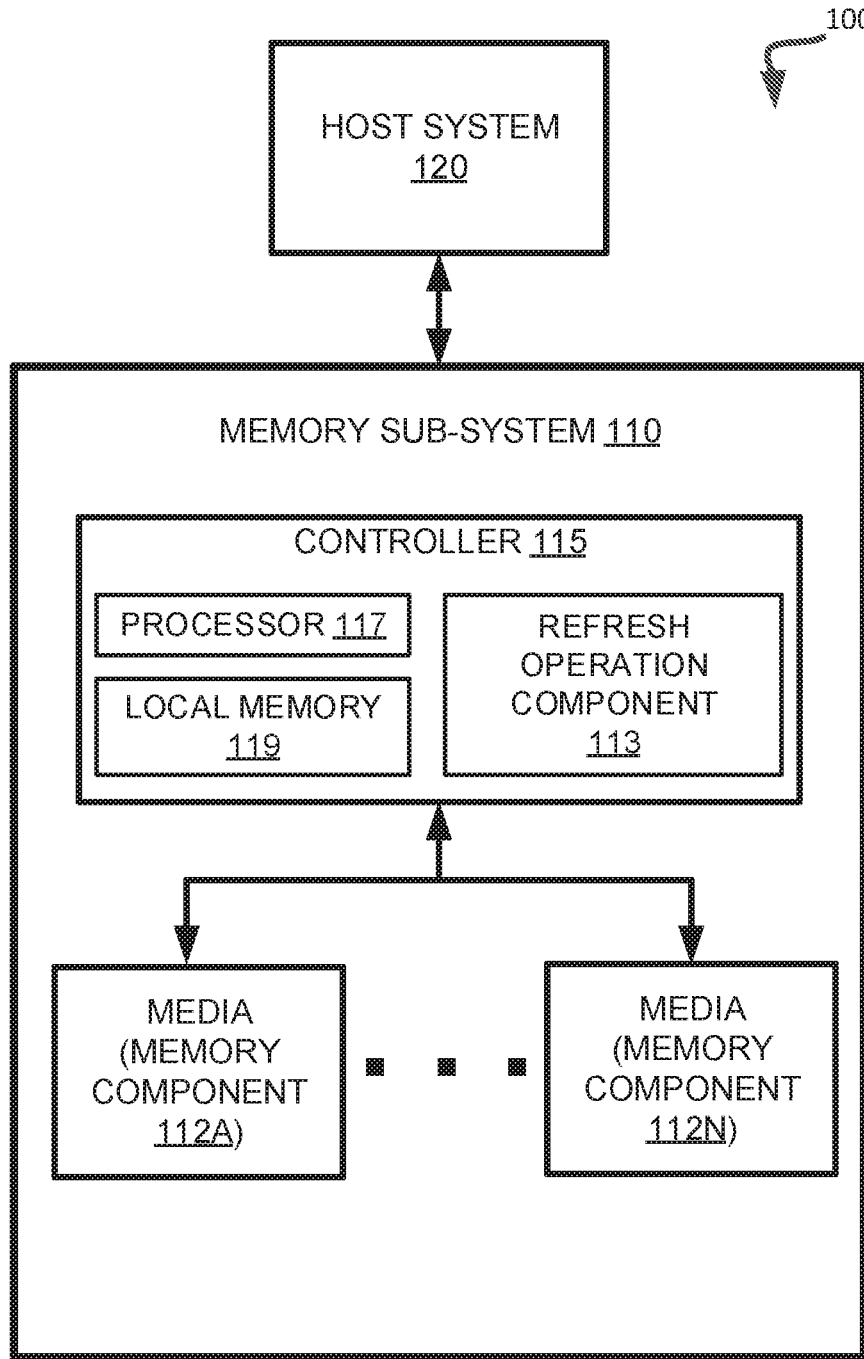 100
HOST SYSTEM
120
MEMORY SUB-SYSTEM 110
CONTROLLER 115
PROCESSOR 117
LOCAL MEMORY
119
REFRESH
OPERATION
COMPONENT
113
MEDIA
(MEMORY
COMPONENT
112A)
MEDIA
(MEMORY
COMPONENT
112N)